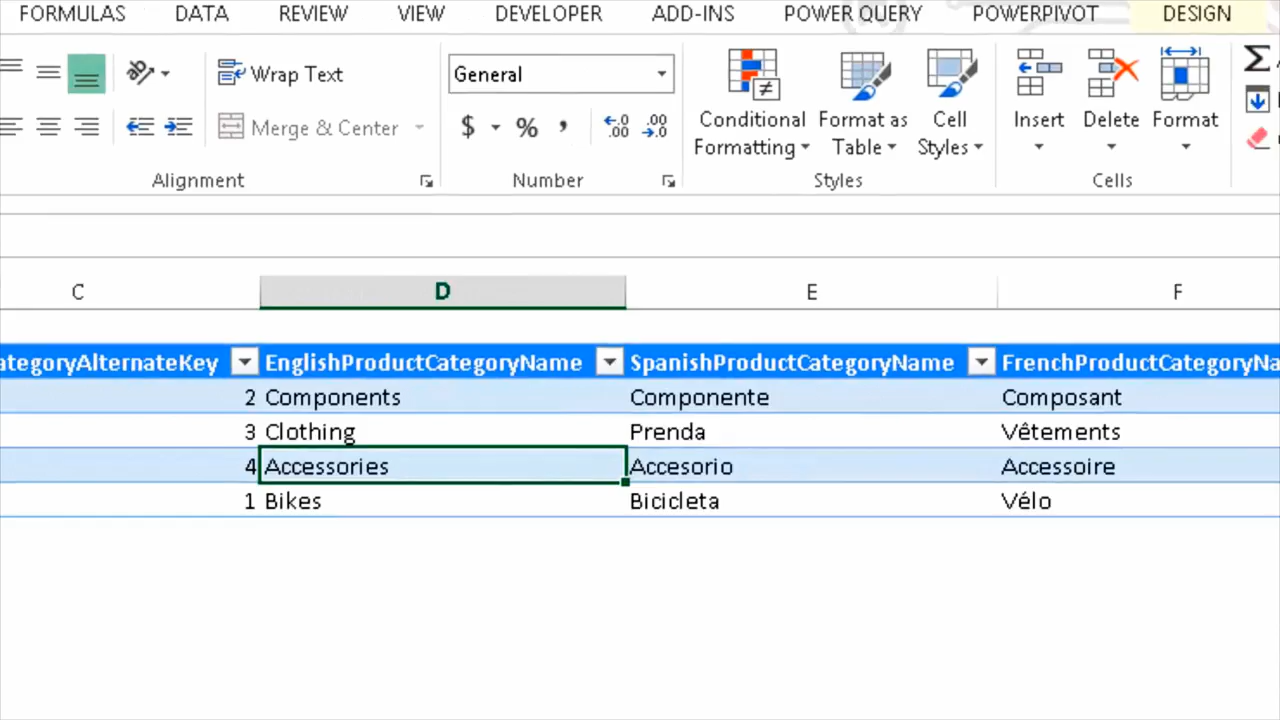 FORMULAS DATA REVIEW VIEW DEVELOPER ADD-INS POWER QUERY POWERPIVOT DESIGN
Wrap Text
General
Merge & Center
$ % ,
Conditional Formatting
Format as Table
Cell Styles
Insert
Delete
Format
Alignment Number Styles Cells
C D E F
ategoryAlternateKey EnglishProductCategoryName SpanishProductCategoryName FrenchProductCategoryNa
2 Components Componente Composant
3 Clothing Prenda Vêtements
4 Accessories Accesorio Accessoire
1 Bikes Bicicleta Vélo